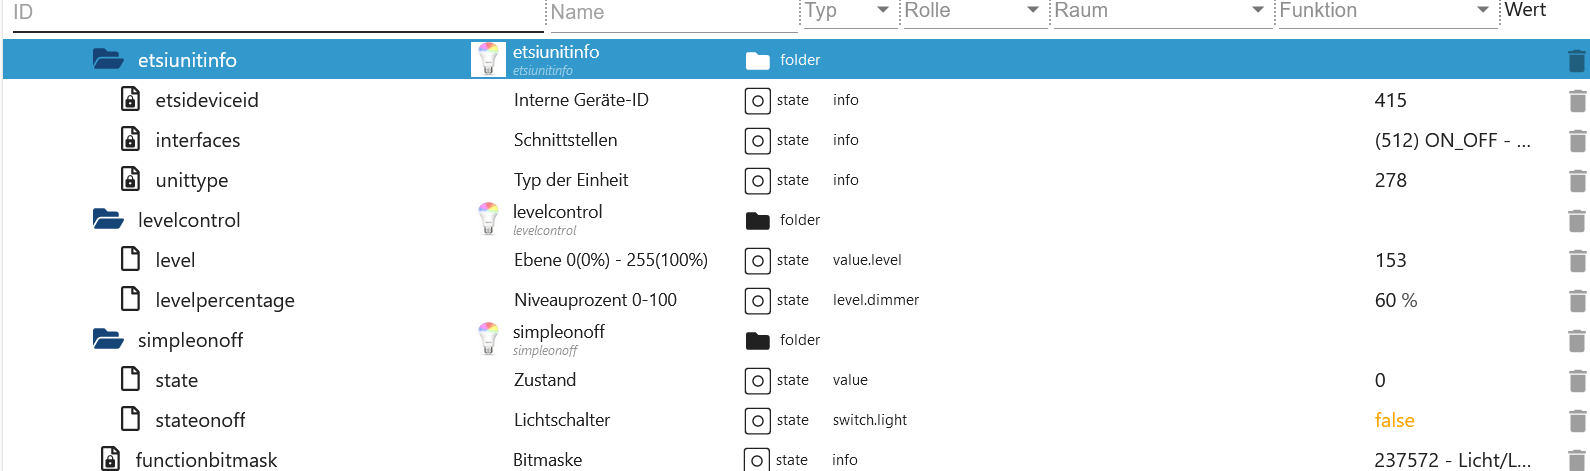 ID Name Typ Rolle Raum Funktion Wert
etsiunitinfo etsiunitinfo folder
etsiunitinfo
etsideviceid Interne Geräte-ID state info 415
interfaces Schnittstellen state info (512) ON_OFF - ...
unittype Typ der Einheit state info 278
levelcontrol levelcontrol folder
levelcontrol
level Ebene 0(0%) - 255(100%) state value.level 153
levelpercentage Niveauprozent 0-100 state level.dimmer 60 %
simpleonoff simpleonoff folder
simpleonoff
state Zustand state value 0
stateonoff Lichtschalter state switch.light false
functionbitmask Bitmaske state info 237572 - Licht/L...